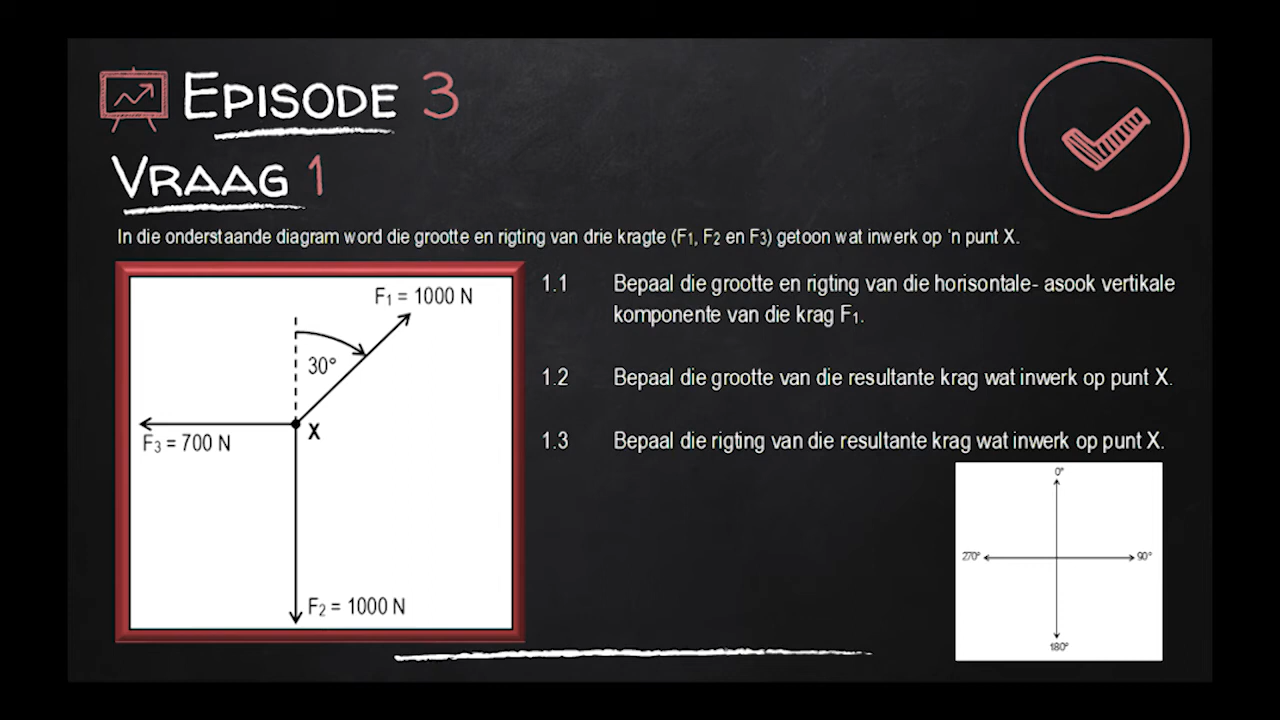 EPISODE 3
VRAAG 1
In die onderstaande diagram word die grootte en rigting van drie kragte (F₁, F₂ en F₃) getoon wat inwerk op 'n punt X.
F₁ = 1000 N
30°
X
F₃ = 700 N
F₂ = 1000 N
1.1 Bepaal die grootte en rigting van die horisontale- asook vertikale
komponente van die krag F₁.
1.2 Bepaal die grootte van die resultante krag wat inwerk op punt X.
1.3 Bepaal die rigting van die resultante krag wat inwerk op punt X.
0°
270°
90°
180°